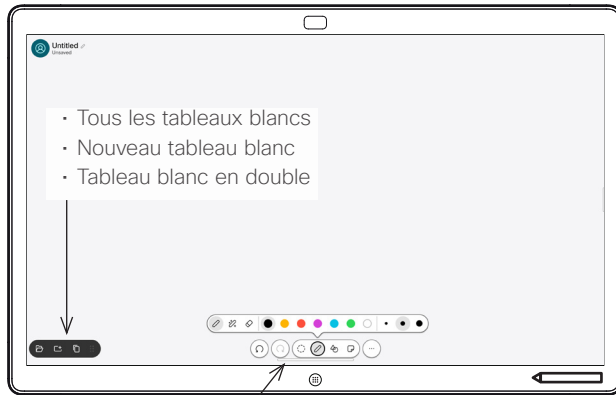 Untitled
Unsaved
· Tous les tableaux blancs
· Nouveau tableau blanc
· Tableau blanc en double